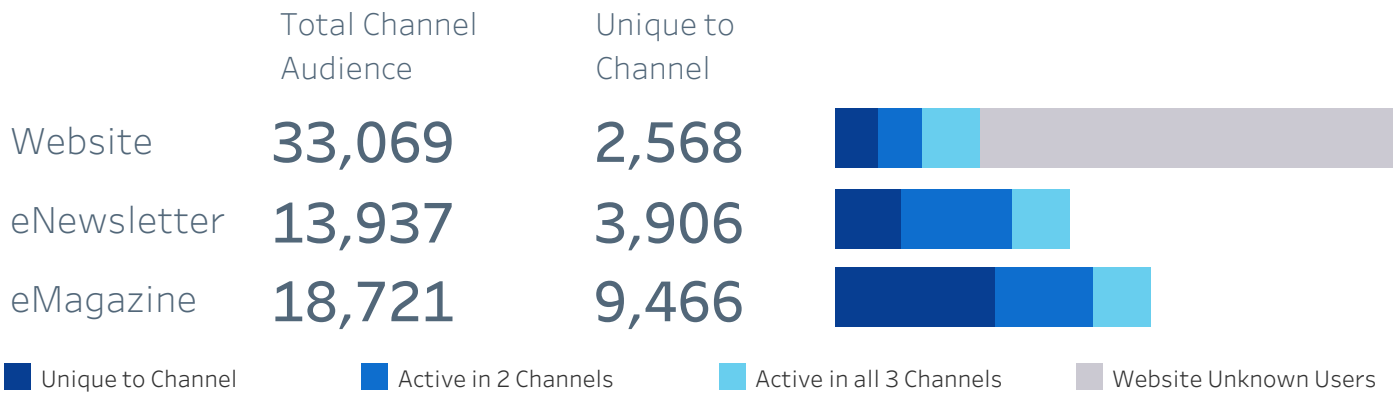 Total Channel Audience
Unique to Channel
Website 33,069 2,568
eNewsletter 13,937 3,906
eMagazine 18,721 9,466
Unique to Channel Active in 2 Channels Active in all 3 Channels Website Unknown Users